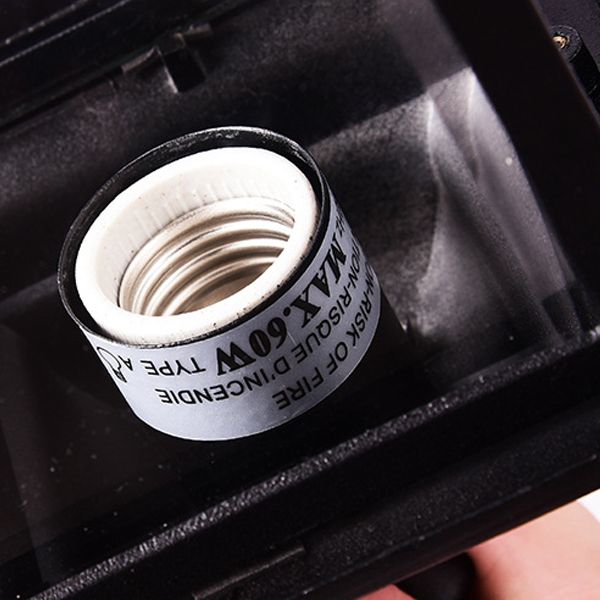 RISK OF FIRE
RISQUE D'INCENDIE
MAX.60W TYPE A